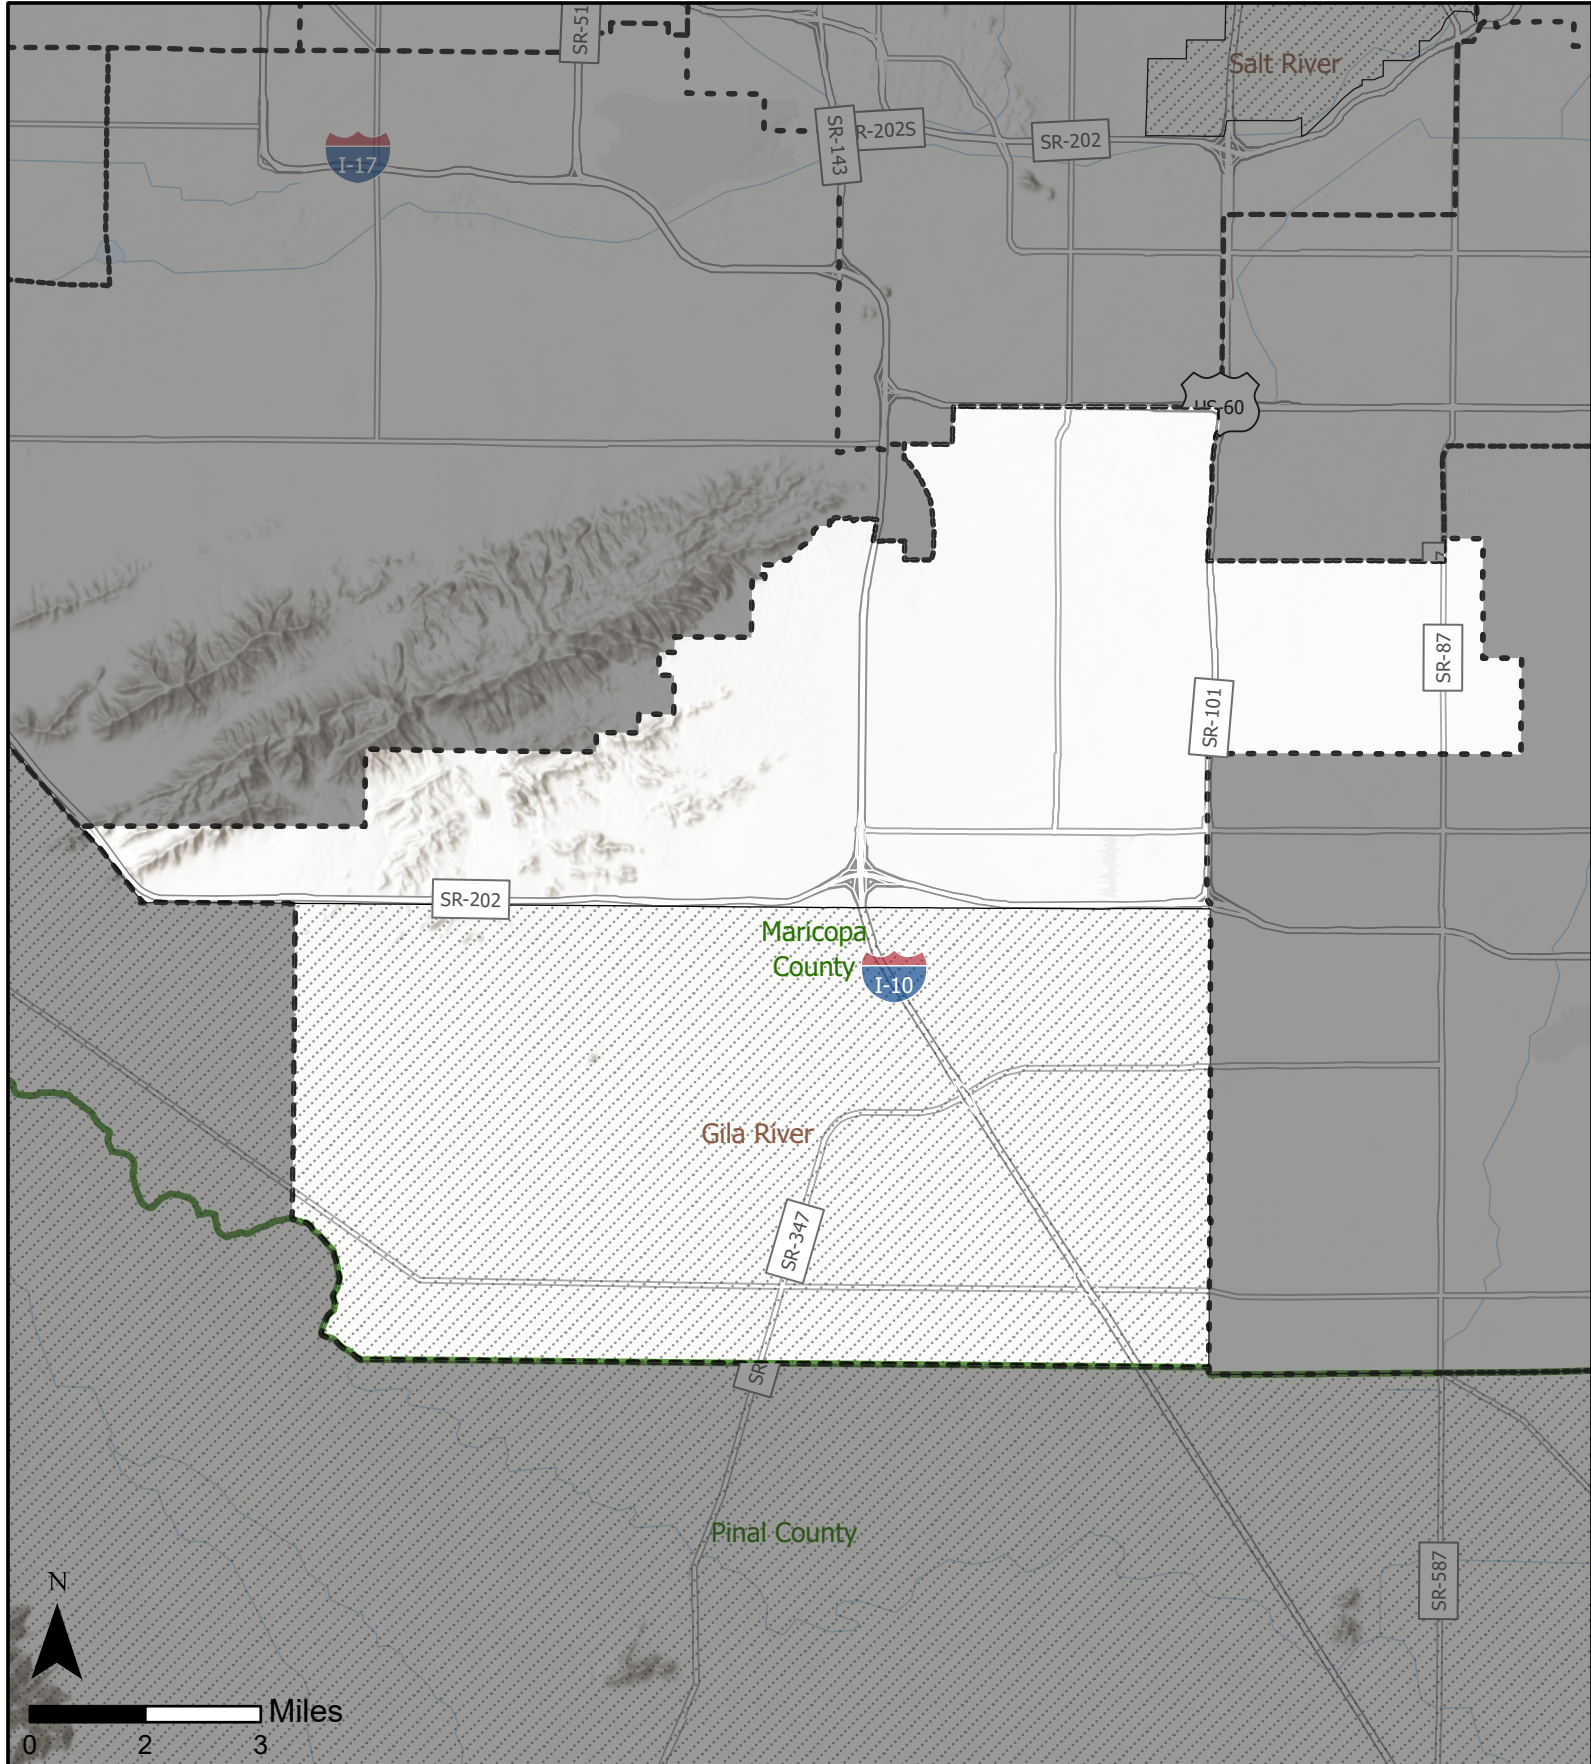 SR-51
Salt River
I-17
SR-143
R-202S
SR-202
US-60
7
SR-87
SR-101
SR-202
Maricopa
County
I-10
Gila River
SR-347
SR
Pinal County
SR-587
N
Miles
0 2 3